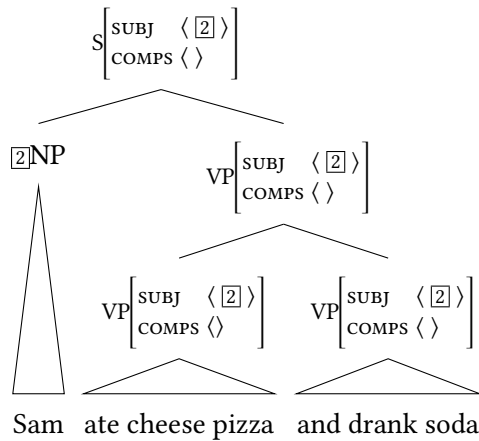 S[SUBJ ⟨ 2 ⟩
COMPS ⟨ ⟩]
2NP
VP[SUBJ ⟨ 2 ⟩
COMPS ⟨ ⟩]
VP[SUBJ ⟨ 2 ⟩
COMPS ⟨⟩]
VP[SUBJ ⟨ 2 ⟩
COMPS ⟨ ⟩]
Sam ate cheese pizza and drank soda